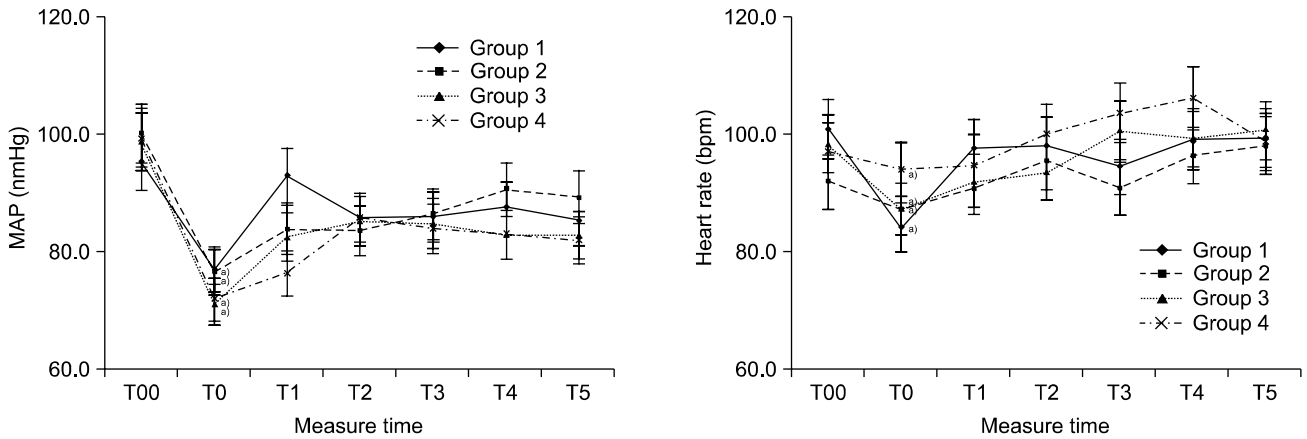 120.0
100.0
80.0
60.0
MAP (nmHg)
Group 1
Group 2
Group 3
Group 4
a)
a)
a)
a)
T00 T0 T1 T2 T3 T4 T5
Measure time
120.0
100.0
80.0
60.0
Heart rate (bpm)
a)
a)
a)
a)
Group 1
Group 2
Group 3
Group 4
T00 T0 T1 T2 T3 T4 T5
Measure time